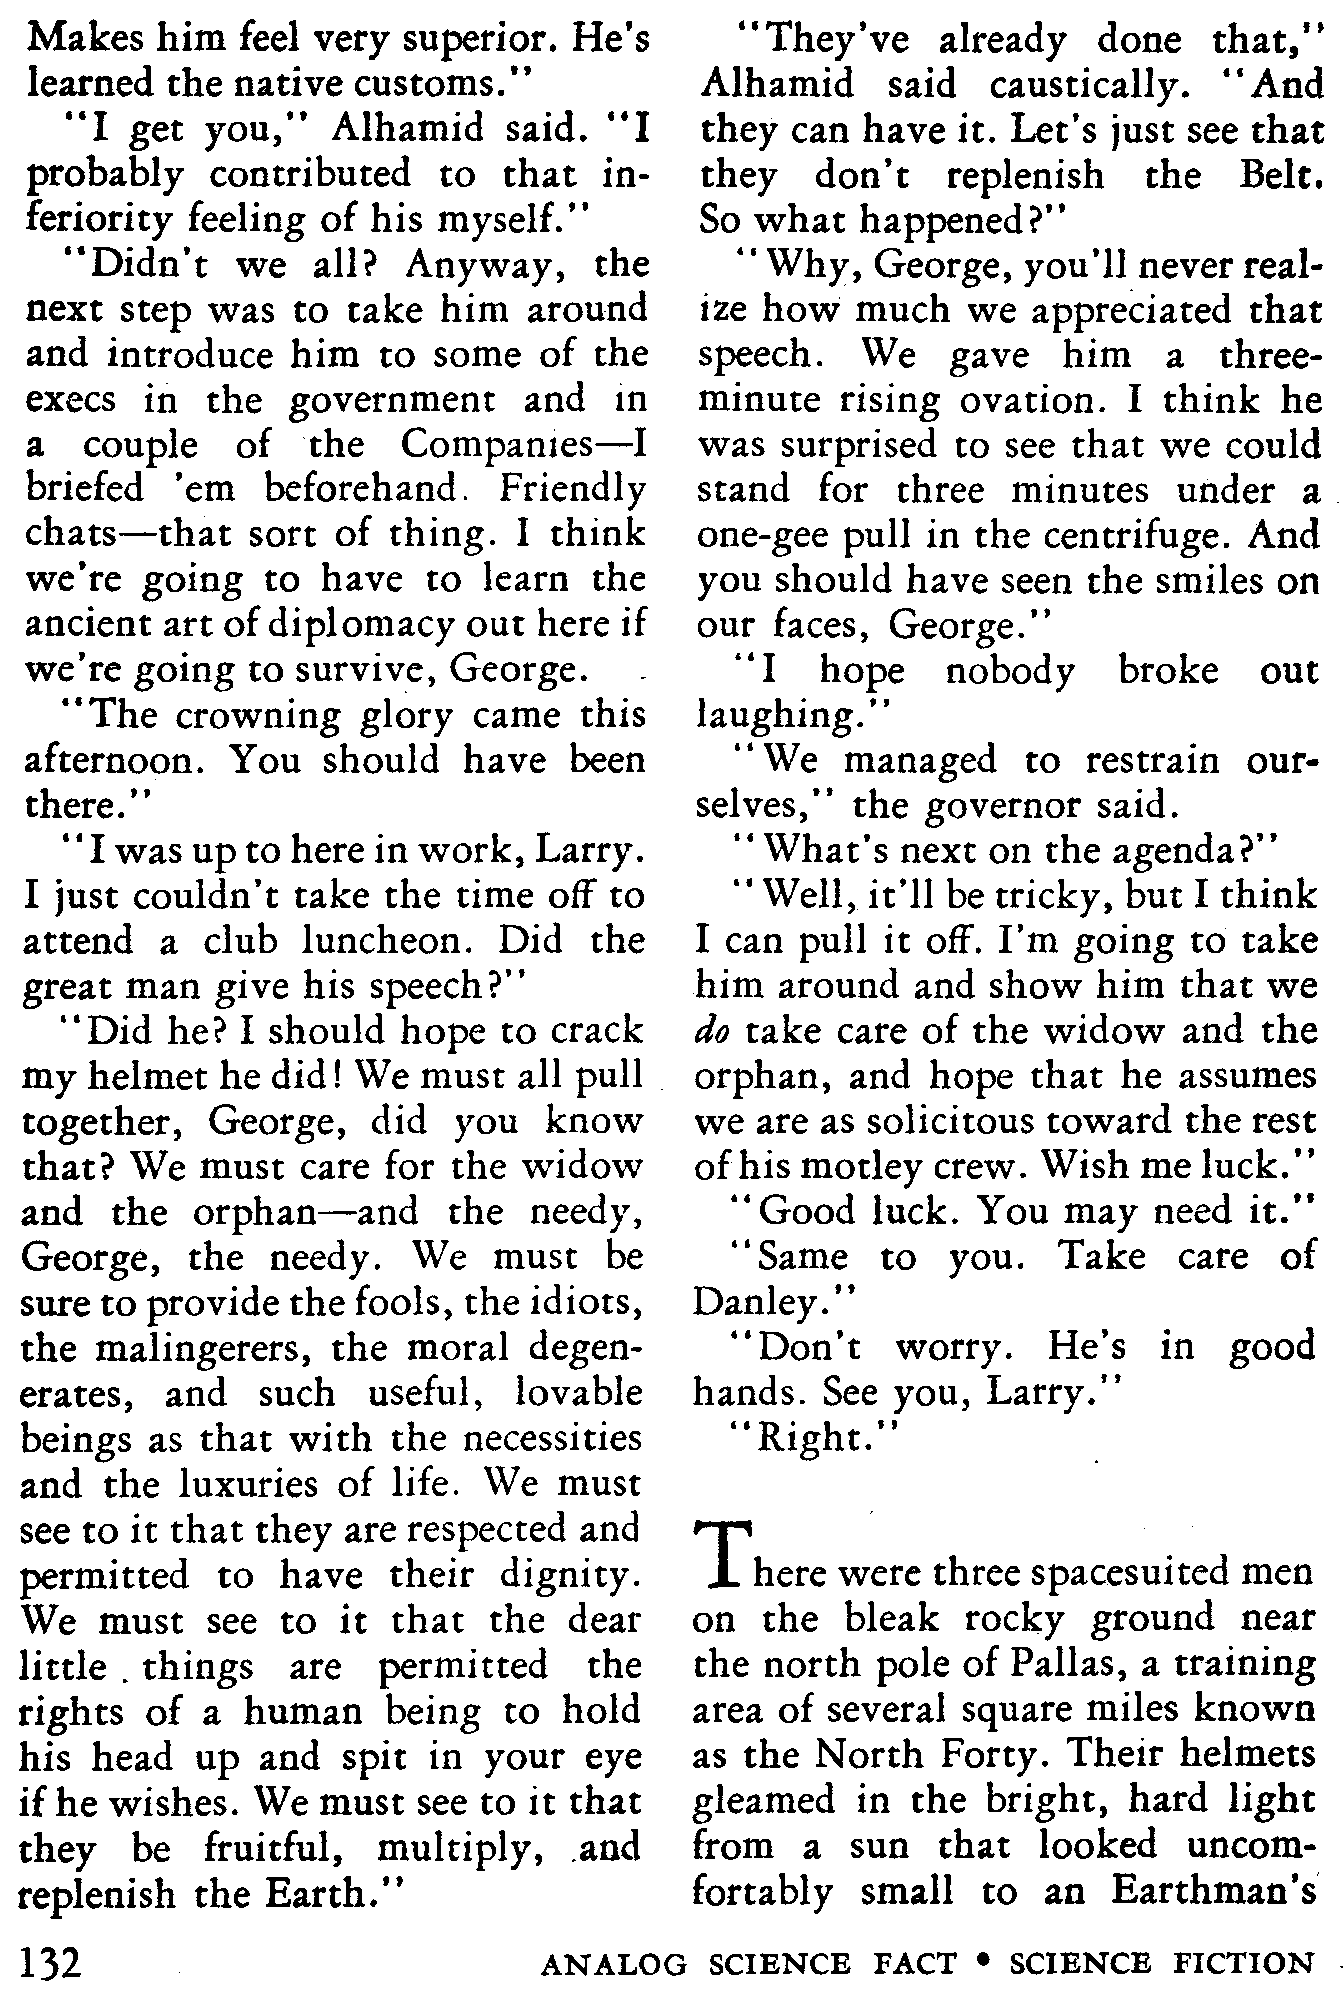 Makes him feel very superior. He's
learned the native customs."
"I get you," Alhamid said. "I
probably contributed to that in-
feriority feeling of his myself."
"Didn't we all? Anyway, the
next step was to take him around
and introduce him to some of the
execs in the government and in
a couple of the Companies—I
briefed 'em beforehand. Friendly
chats—that sort of thing. I think
we're going to have to learn the
ancient art of diplomacy out here if
we're going to survive, George.
"The crowning glory came this
afternoon. You should have been
there."
"I was up to here in work, Larry.
I just couldn't take the time off to
attend a club luncheon. Did the
great man give his speech?"
"Did he? I should hope to crack
my helmet he did! We must all pull
together, George, did you know
that? We must care for the widow
and the orphan—and the needy,
George, the needy. We must be
sure to provide the fools, the idiots,
the malingerers, the moral degen-
erates, and such useful, lovable
beings as that with the necessities
and the luxuries of life. We must
see to it that they are respected and
permitted to have their dignity.
We must see to it that the dear
little things are permitted the
rights of a human being to hold
his head up and spit in your eye
if he wishes. We must see to it that
they be fruitful, multiply, and
replenish the Earth."
"They've already done that,"
Alhamid said caustically. "And
they can have it. Let's just see that
they don't replenish the Belt.
So what happened?"
"Why, George, you'll never real-
ize how much we appreciated that
speech. We gave him a three-
minute rising ovation. I think he
was surprised to see that we could
stand for three minutes under a
one-gee pull in the centrifuge. And
you should have seen the smiles on
our faces, George."
"I hope nobody broke out
laughing."
"We managed to restrain our-
selves," the governor said.
"What's next on the agenda?"
"Well, it'll be tricky, but I think
I can pull it off. I'm going to take
him around and show him that we
do take care of the widow and the
orphan, and hope that he assumes
we are as solicitous toward the rest
of his motley crew. Wish me luck."
"Good luck. You may need it."
"Same to you. Take care of
Danley."
"Don't worry. He's in good
hands. See you, Larry."
"Right."
There were three spacesuited men
on the bleak rocky ground near
the north pole of Pallas, a training
area of several square miles known
as the North Forty. Their helmets
gleamed in the bright, hard light
from a sun that looked uncom-
fortably small to an Earthman's
132
ANALOG SCIENCE FACT • SCIENCE FICTION